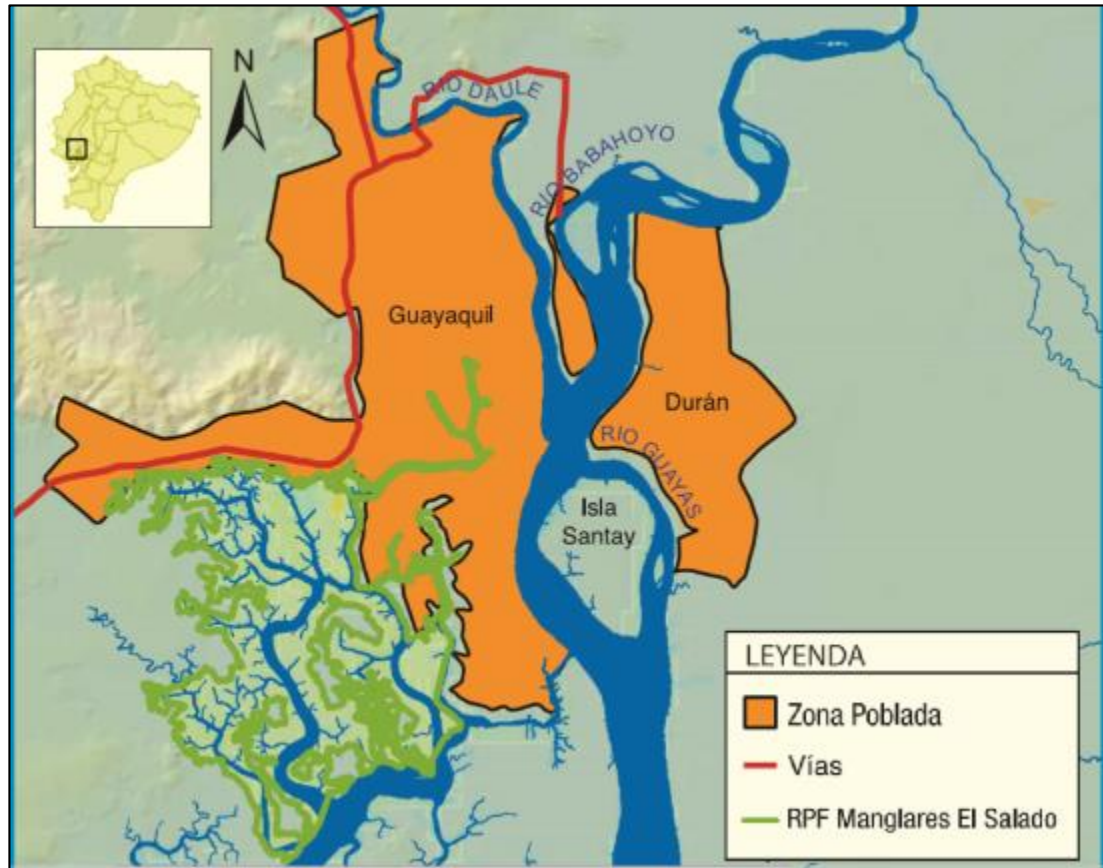 N
RIO DAULE
RIO BABAHOYO
Guayaquil
Durán
RIO GUAYAS
Isla
Santay
LEYENDA
Zona Poblada
Vías
RPF Manglares El Salado